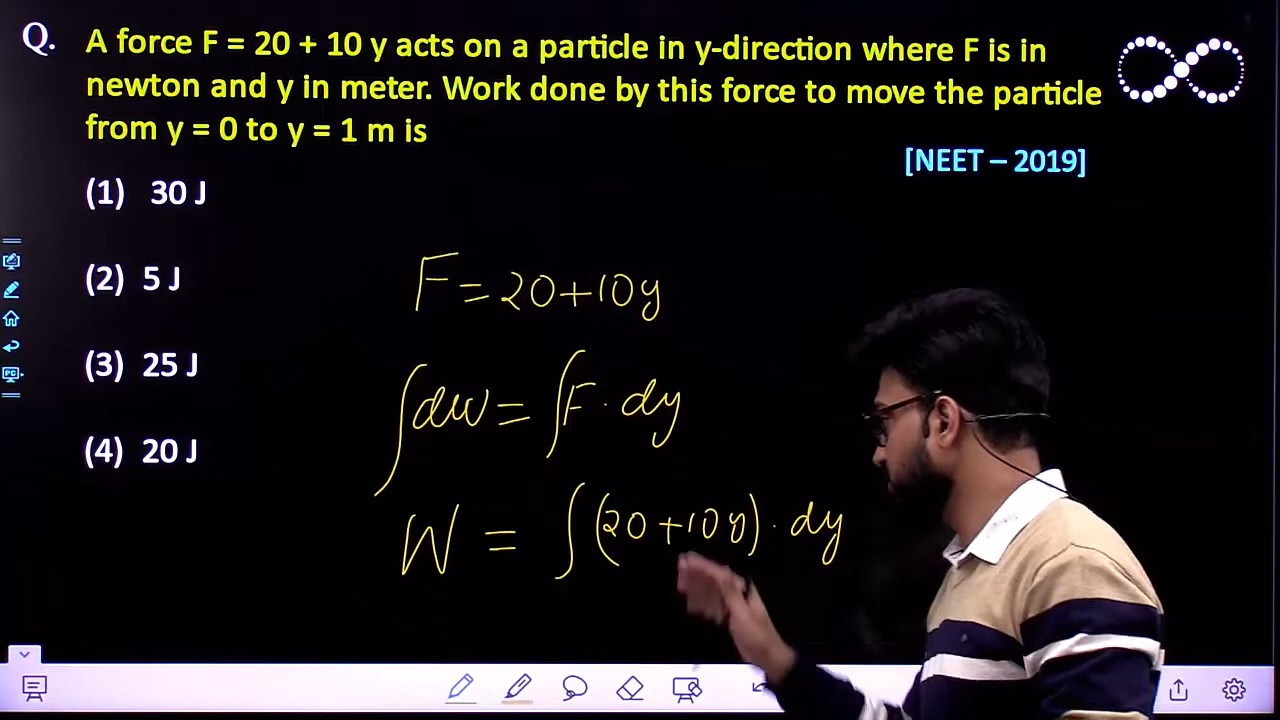 Q. A force F = 20 + 10 y acts on a particle in y-direction where F is in
newton and y in meter. Work done by this force to move the particle
from y = 0 to y = 1 m is
[NEET – 2019]
(1) 30 J
(2) 5 J
(3) 25 J
(4) 20 J
F = 20 + 10y
∫dw = ∫F · dy
W = ∫(20 + 10y) · dy